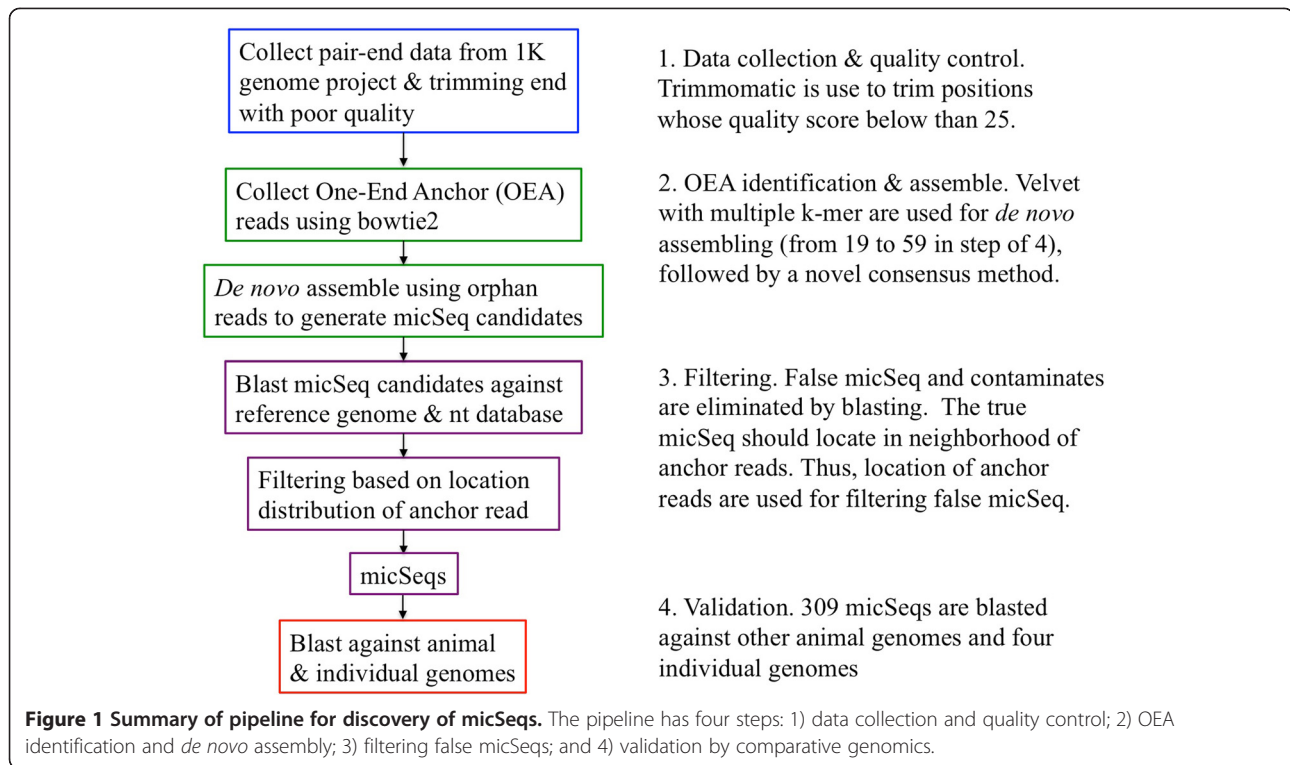 Collect pair-end data from 1K
genome project & trimming end
with poor quality
1. Data collection & quality control.
Trimmomatic is use to trim positions
whose quality score below than 25.
Collect One-End Anchor (OEA)
reads using bowtie2
2. OEA identification & assemble. Velvet
with multiple k-mer are used for de novo
assembling (from 19 to 59 in step of 4),
followed by a novel consensus method.
De novo assemble using orphan
reads to generate micSeq candidates
Blast micSeq candidates against
reference genome & nt database
3. Filtering. False micSeq and contaminates
are eliminated by blasting. The true
micSeq should locate in neighborhood of
anchor reads. Thus, location of anchor
reads are used for filtering false micSeq.
Filtering based on location
distribution of anchor read
micSeqs
4. Validation. 309 micSeqs are blasted
against other animal genomes and four
individual genomes
Blast against animal
& individual genomes
Figure 1 Summary of pipeline for discovery of micSeqs. The pipeline has four steps: 1) data collection and quality control; 2) OEA
identification and de novo assembly; 3) filtering false micSeqs; and 4) validation by comparative genomics.